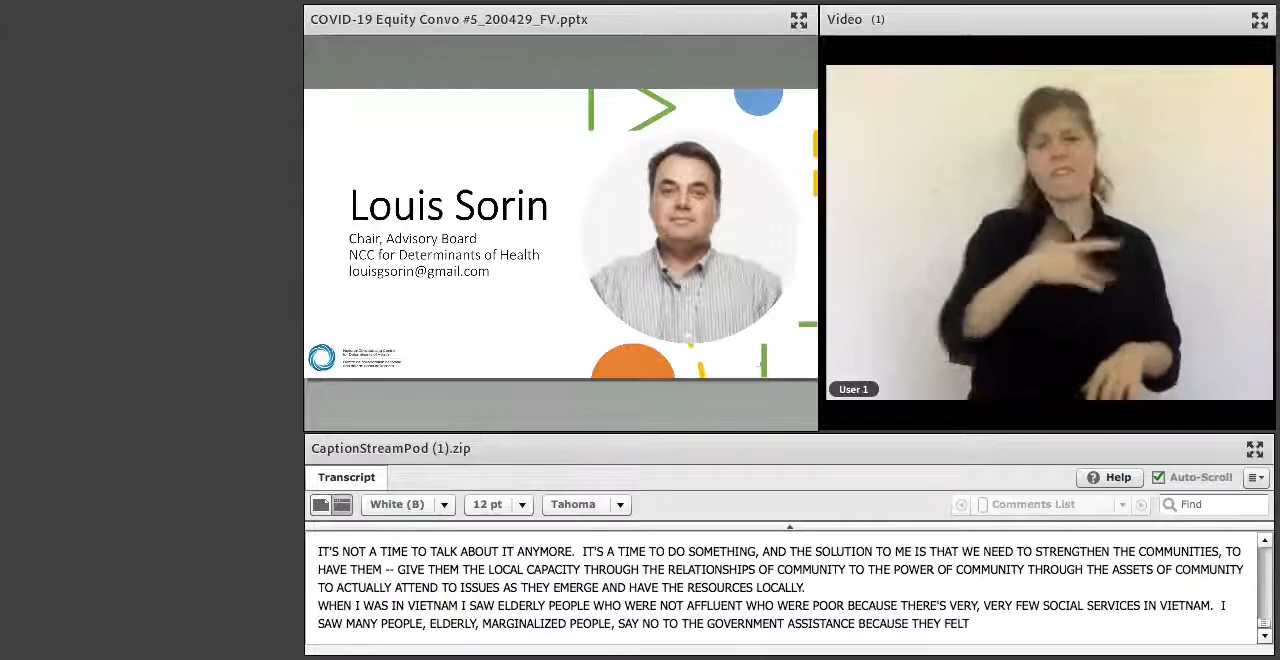 COVID-19 Equity Convo #5_200429_FV.pptx
Video (1)
Louis Sorin
Chair, Advisory Board
NCC for Determinants of Health
louisgsorin@gmail.com
National Collaborating Centre
for Determinants of Health
User 1
CaptionStreamPod (1).zip
Transcript
Help
Auto-Scroll
White (B)
12 pt
Tahoma
Comments List
Find
IT'S NOT A TIME TO TALK ABOUT IT ANYMORE.  IT'S A TIME TO DO SOMETHING, AND THE SOLUTION TO ME IS THAT WE NEED TO STRENGTHEN THE COMMUNITIES, TO
HAVE THEM -- GIVE THEM THE LOCAL CAPACITY THROUGH THE RELATIONSHIPS OF COMMUNITY TO THE POWER OF COMMUNITY THROUGH THE ASSETS OF COMMUNITY
TO ACTUALLY ATTEND TO ISSUES AS THEY EMERGE AND HAVE THE RESOURCES LOCALLY.
WHEN I WAS IN VIETNAM I SAW ELDERLY PEOPLE WHO WERE NOT AFFLUENT WHO WERE POOR BECAUSE THERE'S VERY, VERY FEW SOCIAL SERVICES IN VIETNAM.  I
SAW MANY PEOPLE, ELDERLY, MARGINALIZED PEOPLE, SAY NO TO THE GOVERNMENT ASSISTANCE BECAUSE THEY FELT